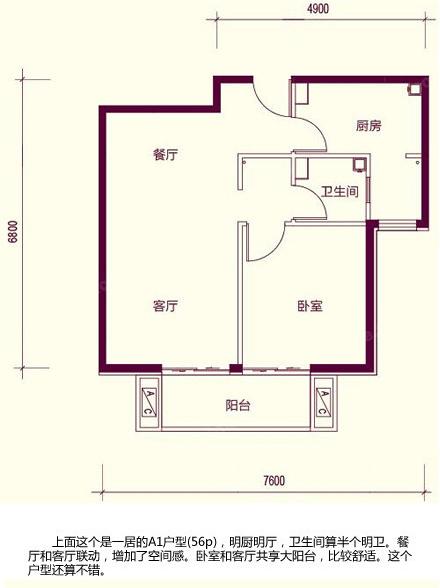 4900
厨房
餐厅
卫生间
6800
客厅
卧室
A/C
阳台
A/C
7600
上面这个是一居的A1户型(56p)，明厨明厅，卫生间算半个明卫。餐
厅和客厅联动，增加了空间感。卧室和客厅共享大阳台，比较舒适。这个
户型还算不错。